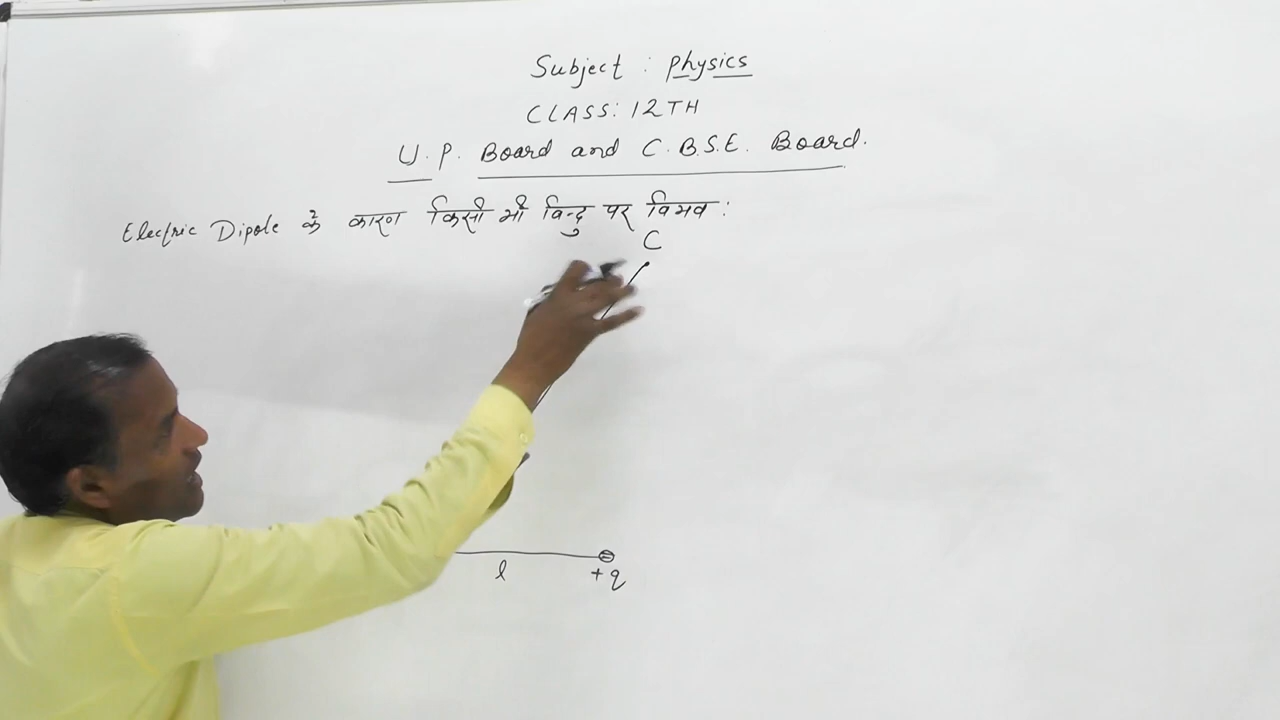 Subject : Physics
CLASS: 12TH
U.P. Board and C.B.S.E. Board.
Electric Dipole के कारण किसी भी विन्दु पर विभव :
C
l
+q